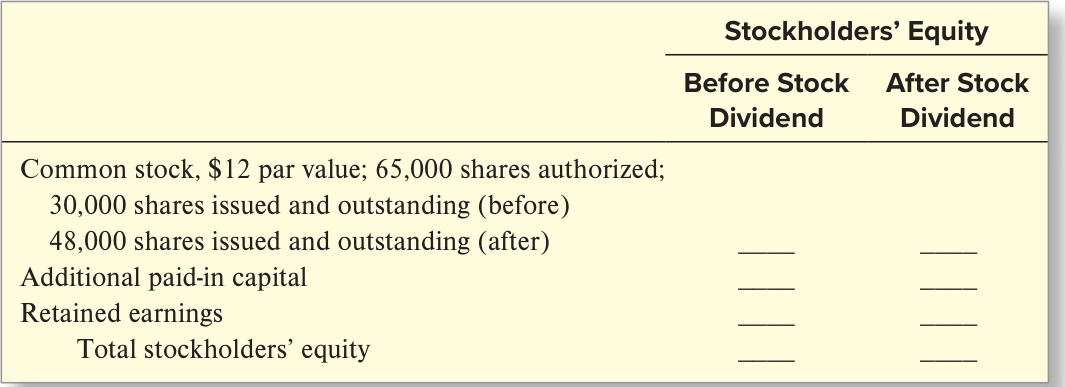 Stockholders’ Equity
Before Stock Dividend
After Stock Dividend
Common stock, $12 par value; 65,000 shares authorized;
30,000 shares issued and outstanding (before)
48,000 shares issued and outstanding (after) ____ ____
Additional paid-in capital ____ ____
Retained earnings ____ ____
Total stockholders’ equity ____ ____